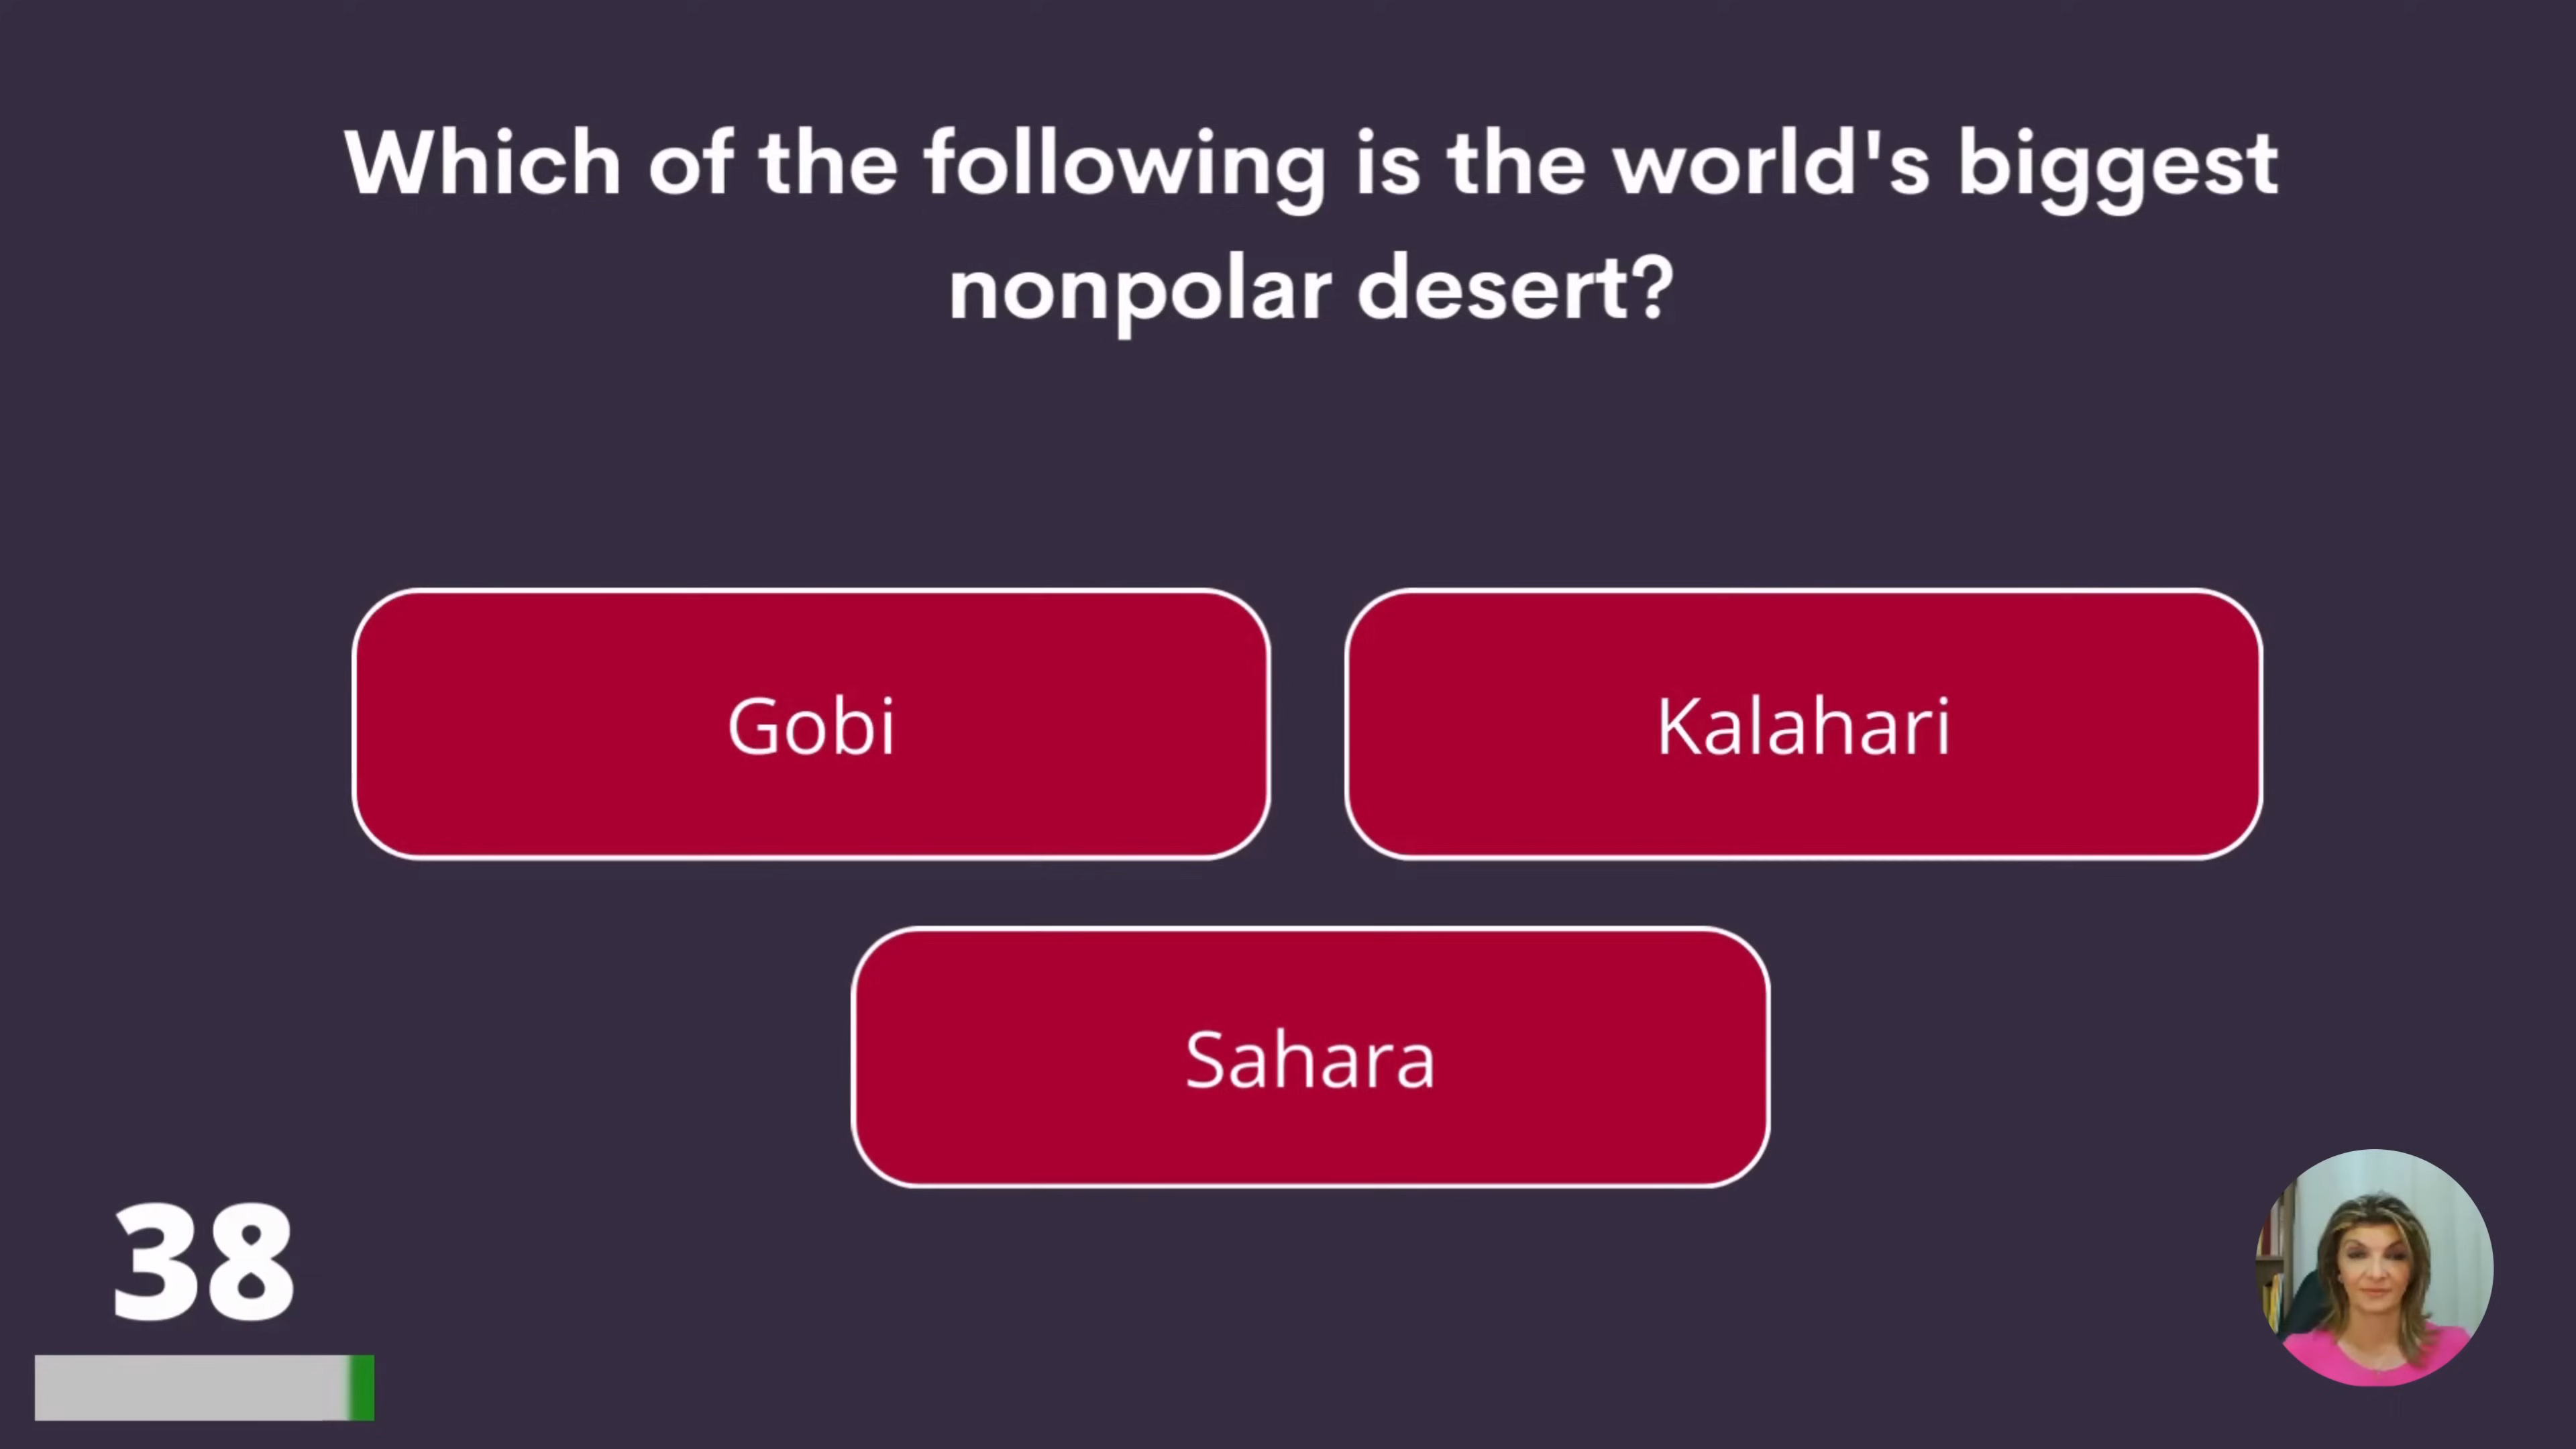 Which of the following is the world's biggest
nonpolar desert?
Gobi
Kalahari
Sahara
38